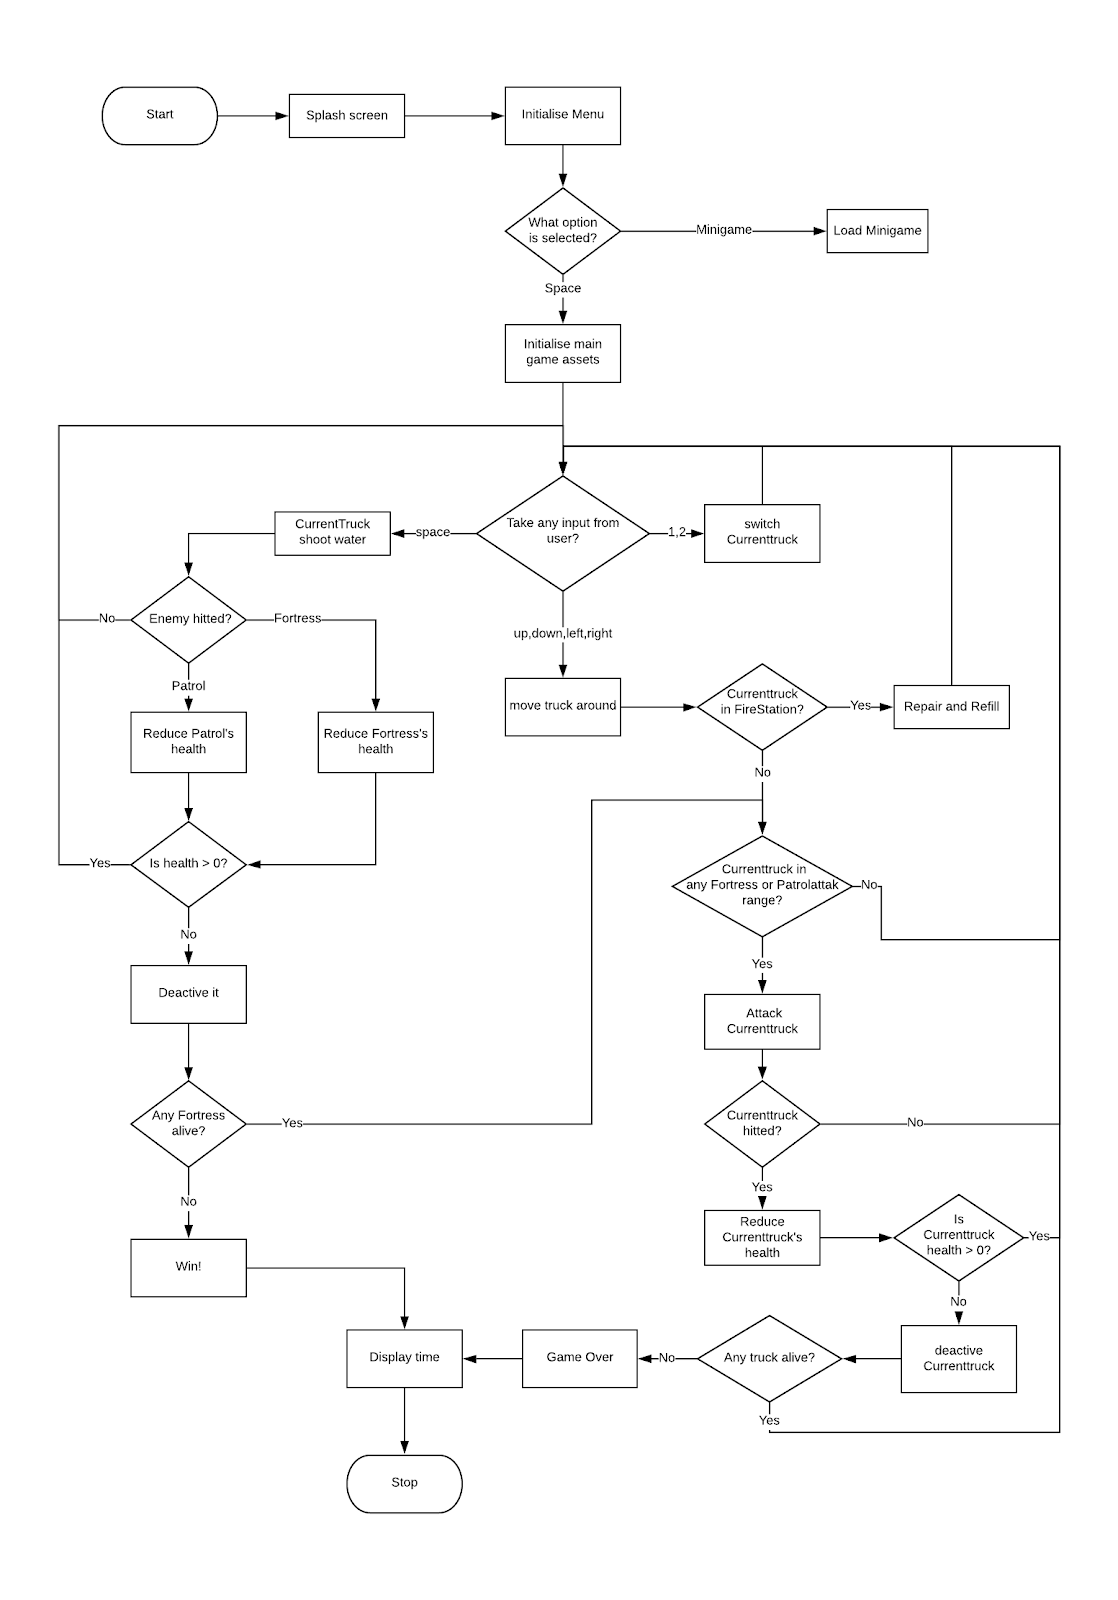 Start
Splash screen
Initialise Menu
What option
is selected?
Minigame
Load Minigame
Space
Initialise main
game assets
CurrentTruck
shoot water
space
Take any input from
user?
1,2
switch
Currenttruck
No
Enemy hitted?
Fortress
up,down,left,right
Patrol
Reduce Patrol's
health
Reduce Fortress's
health
move truck around
Currenttruck
in FireStation?
Yes
Repair and Refill
No
Yes
Is health > 0?
Currenttruck in
any Fortress or Patrolattak
range?
No
No
Yes
Deactive it
Attack
Currenttruck
Any Fortress
alive?
Yes
Currenttruck
hitted?
No
No
Yes
Win!
Reduce
Currenttruck's
health
Is
Currenttruck
health > 0?
Yes
No
Display time
Game Over
No
Any truck alive?
deactive
Currenttruck
Yes
Stop